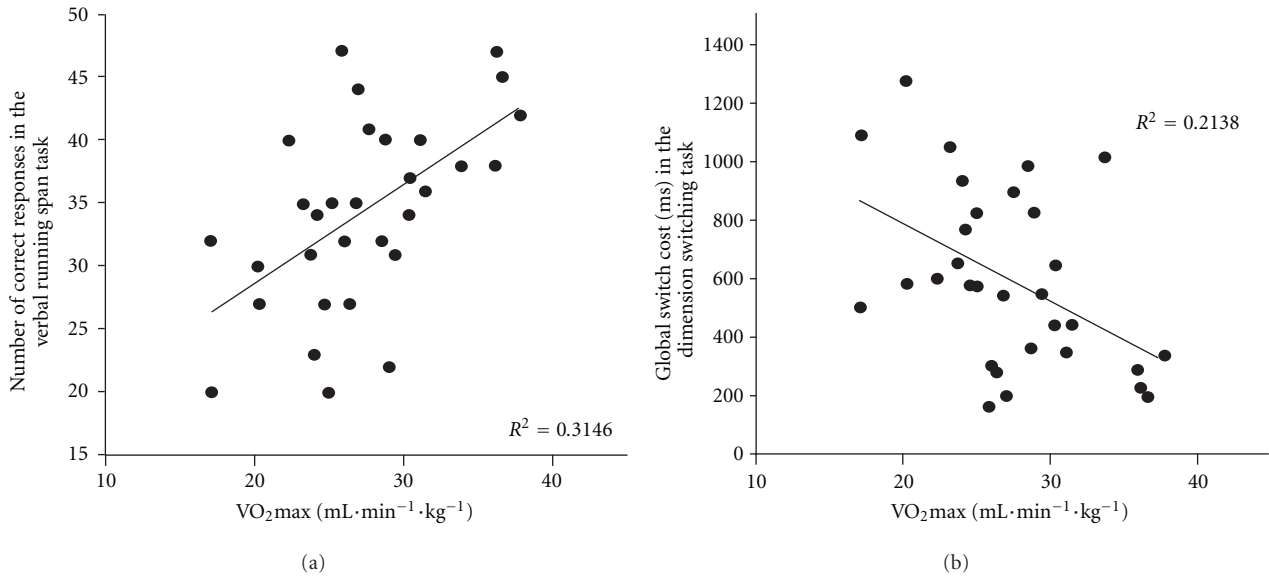 50
45
40
35
30
25
20
15
10
20
30
40
Number of correct responses in the
verbal running span task
R² = 0.3146
VO₂max (mL·min⁻¹·kg⁻¹)
(a)
1400
1200
1000
800
600
400
200
0
10
20
30
40
Global switch cost (ms) in the
dimension switching task
R² = 0.2138
VO₂max (mL·min⁻¹·kg⁻¹)
(b)